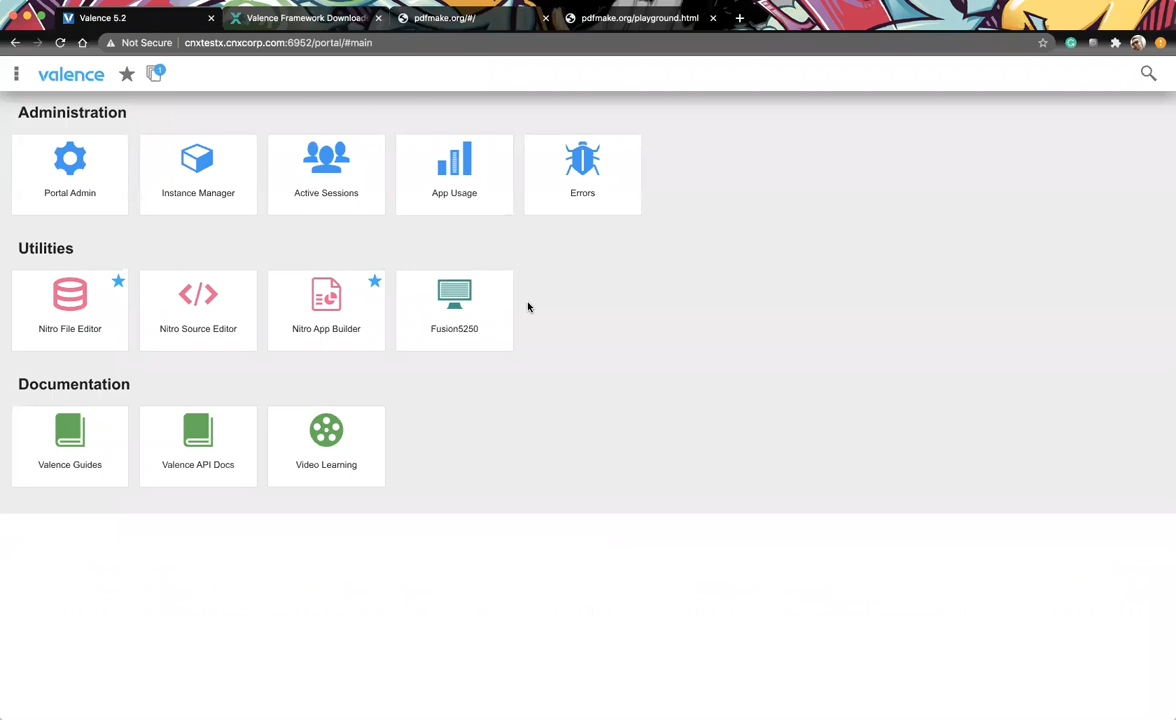 Valence 5.2
Valence Framework Download
pdfmake.org/#/
pdfmake.org/playground.html
Not Secure
cnxtestx.cnxcorp.com:6952/portal/#main
valence
1
Administration
Portal Admin
Instance Manager
Active Sessions
App Usage
Errors
Utilities
Nitro File Editor
Nitro Source Editor
Nitro App Builder
Fusion5250
Documentation
Valence Guides
Valence API Docs
Video Learning